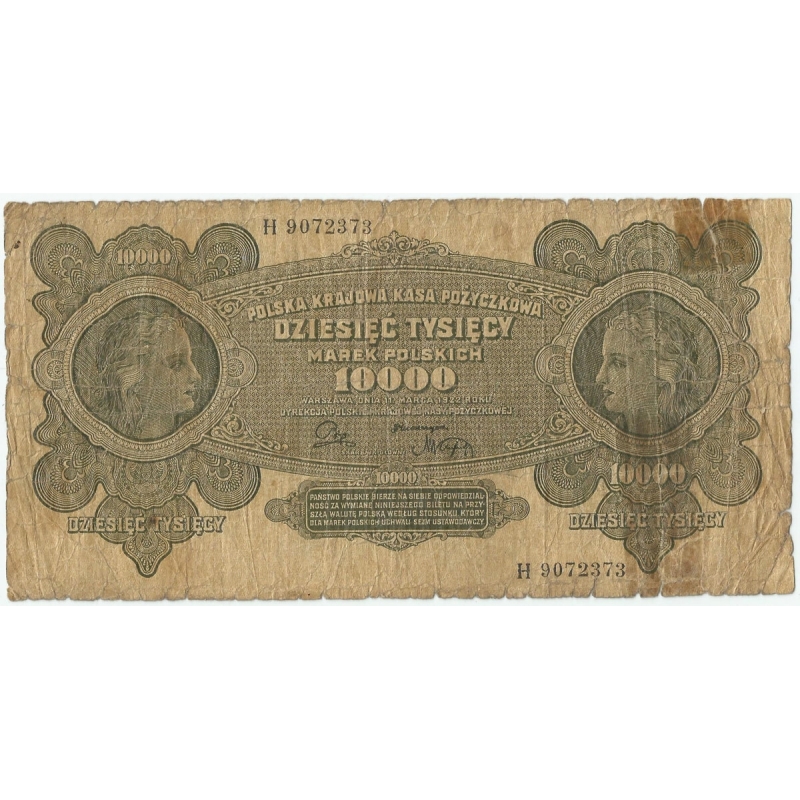 H 9072373
10000
POLSKA KRAJOWA KASA POŻYCZKOWA
DZIESIĘĆ TYSIĘCY
MAREK POLSKICH
10000
WARSZAWA DNIA 11 MARCA 1922 ROKU
DYREKCJA POLSKIEJ KRAJOWEJ KASY POŻYCZKOWEJ
10000
10000
DZIESIĘĆ TYSIĘCY
PAŃSTWO POLSKIE BIERZE NA SIEBIE ODPOWIEDZIAL-
NOŚĆ ZA WYMIANĘ NINIEJSZEGO BILETU NA PRZY-
SZŁĄ WALUTĘ POLSKĄ WEDŁUG STOSUNKU, KTÓRY
DLA MAREK POLSKICH UCHWALI SEJM USTAWODAWCZY
DZIESIĘĆ TYSIĘCY
H 9072373